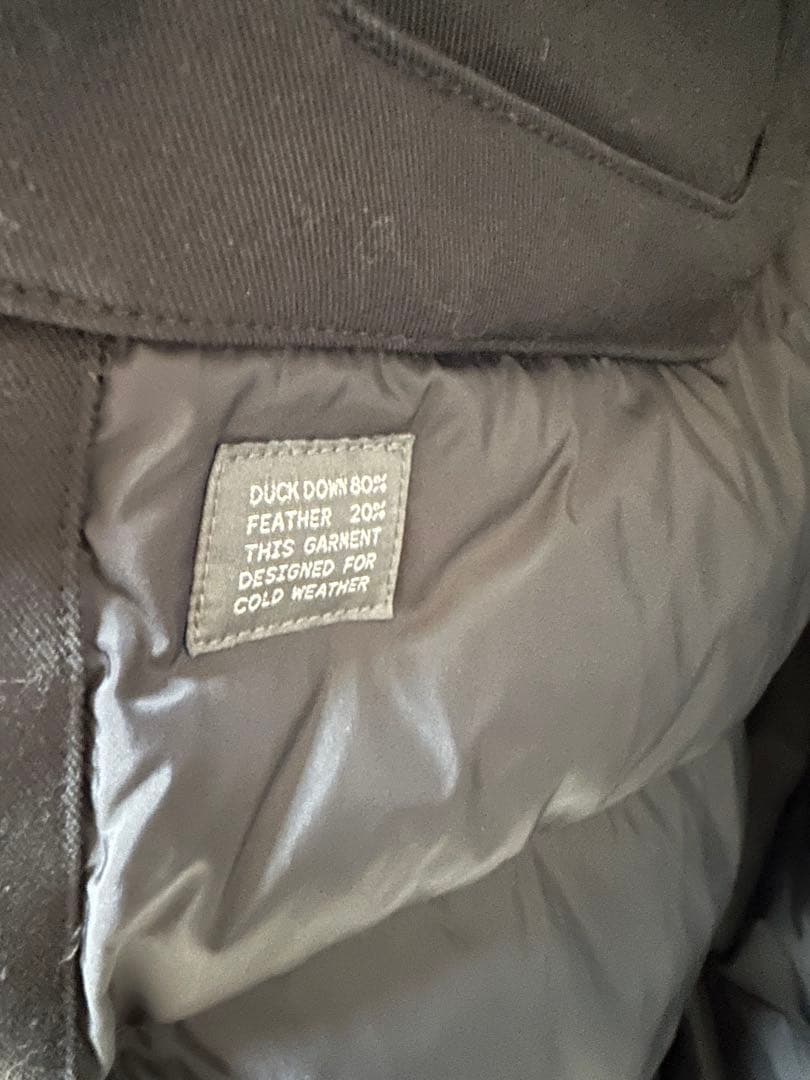 DUCK DOWN 80%
FEATHER 20%
THIS GARMENT
DESIGNED FOR
COLD WEATHER